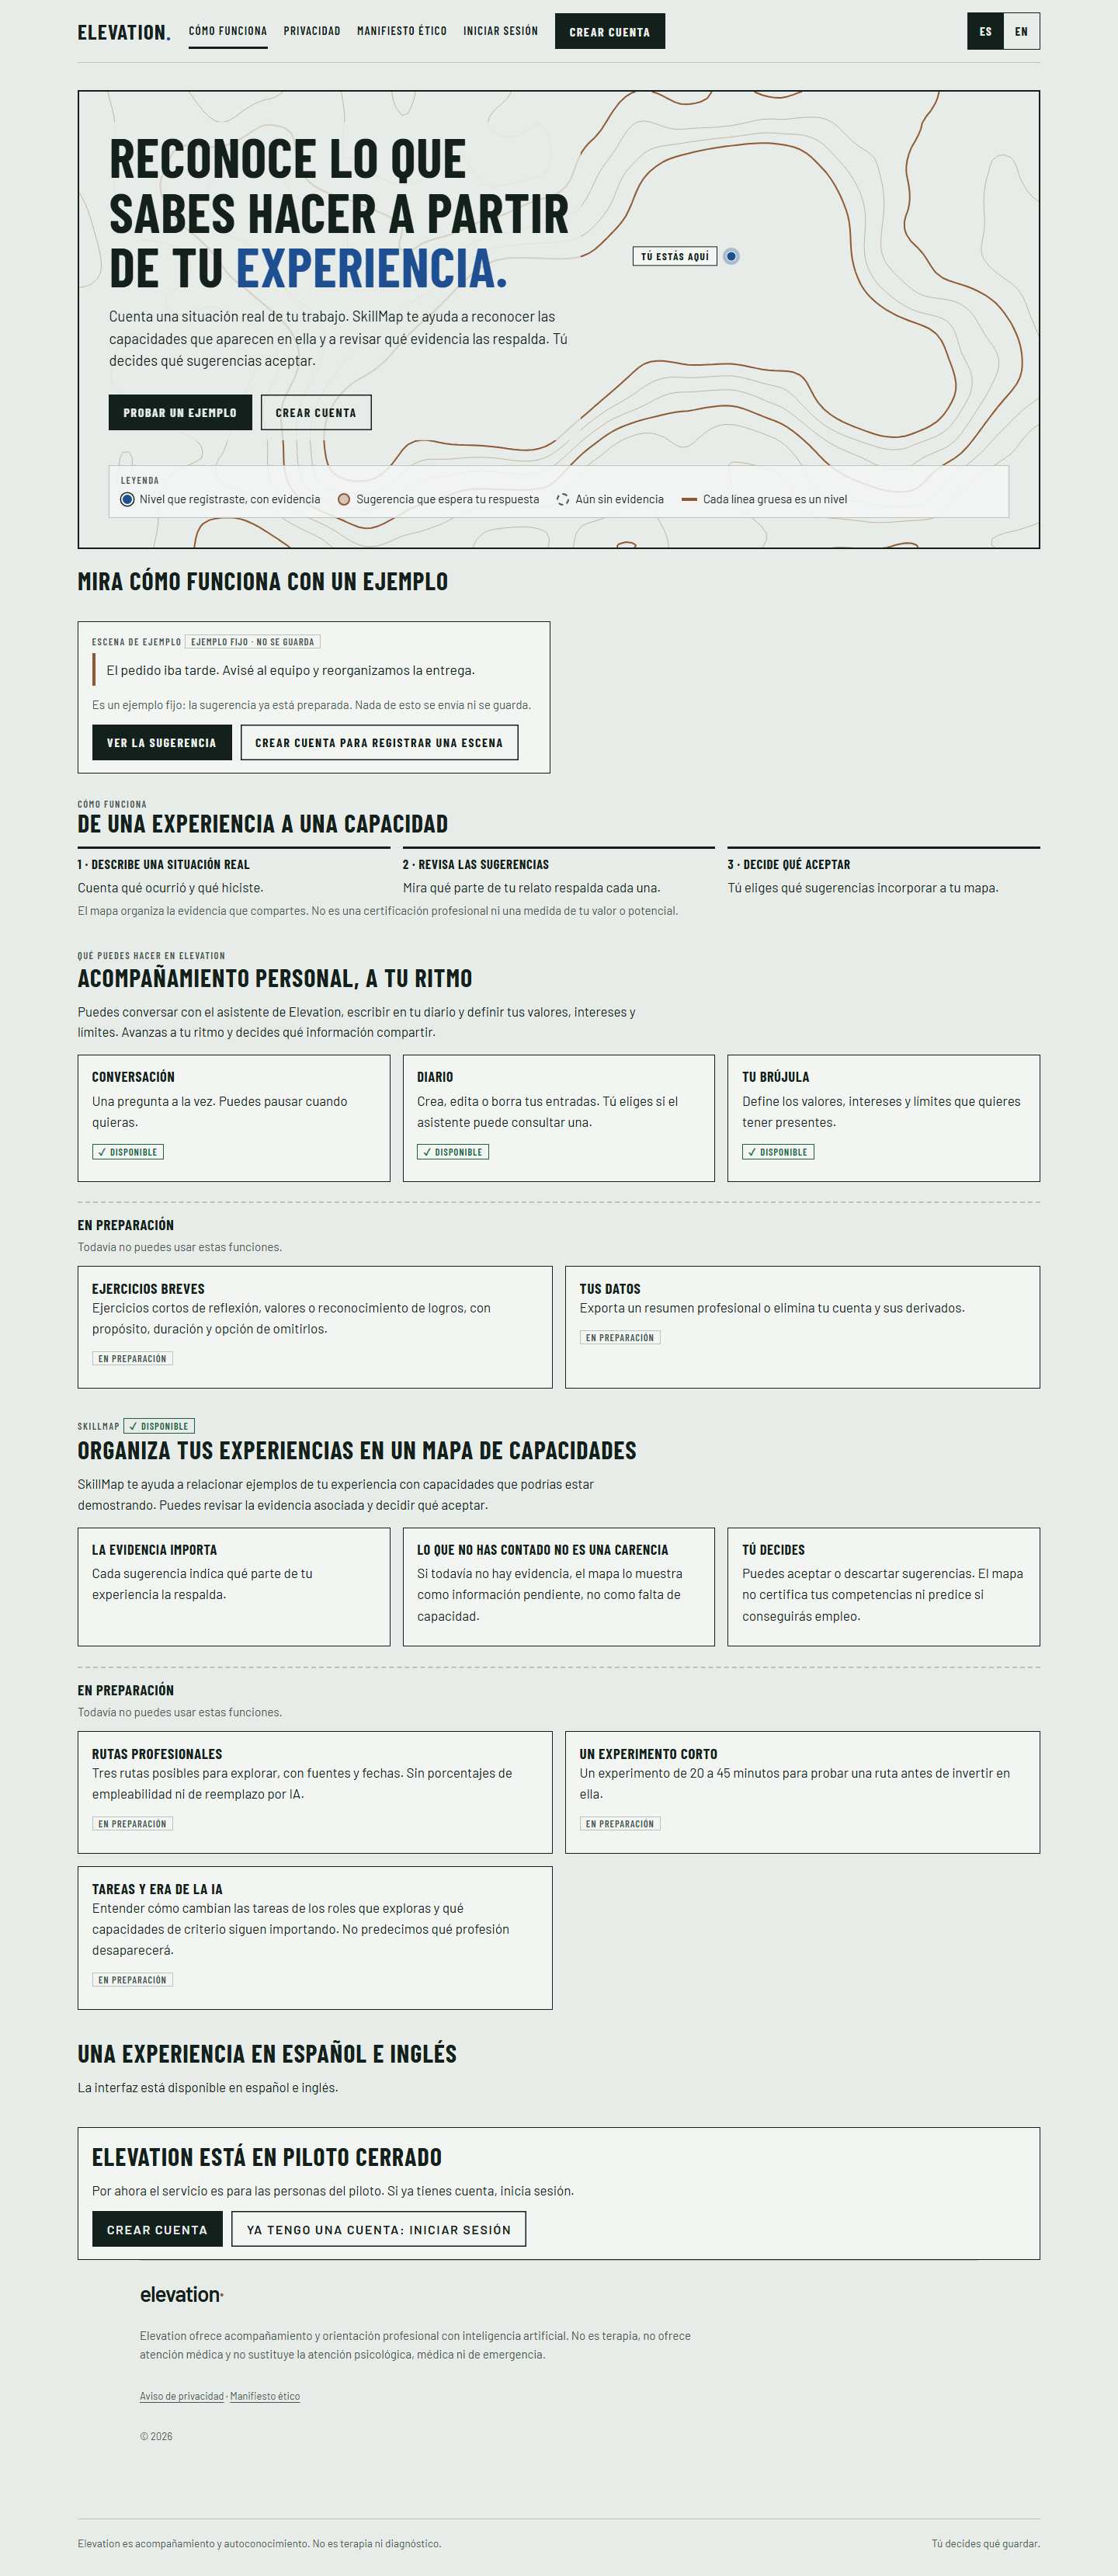 ELEVATION.
CÓMO FUNCIONA
PRIVACIDAD
MANIFIESTO ÉTICO
INICIAR SESIÓN
CREAR CUENTA
ES
EN
RECONOCE LO QUE
SABES HACER A PARTIR
DE TU EXPERIENCIA.
TÚ ESTÁS AQUÍ
Cuenta una situación real de tu trabajo. SkillMap te ayuda a reconocer las
capacidades que aparecen en ella y a revisar qué evidencia las respalda. Tú
decides qué sugerencias aceptar.
PROBAR UN EJEMPLO
CREAR CUENTA
LEYENDA
Nivel que registraste, con evidencia
Sugerencia que espera tu respuesta
Aún sin evidencia
Cada línea gruesa es un nivel
MIRA CÓMO FUNCIONA CON UN EJEMPLO
ESCENA DE EJEMPLO
EJEMPLO FIJO · NO SE GUARDA
El pedido iba tarde. Avisé al equipo y reorganizamos la entrega.
Es un ejemplo fijo: la sugerencia ya está preparada. Nada de esto se envía ni se guarda.
VER LA SUGERENCIA
CREAR CUENTA PARA REGISTRAR UNA ESCENA
CÓMO FUNCIONA
DE UNA EXPERIENCIA A UNA CAPACIDAD
1 · DESCRIBE UNA SITUACIÓN REAL
Cuenta qué ocurrió y qué hiciste.
2 · REVISA LAS SUGERENCIAS
Mira qué parte de tu relato respalda cada una.
3 · DECIDE QUÉ ACEPTAR
Tú eliges qué sugerencias incorporar a tu mapa.
El mapa organiza la evidencia que compartes. No es una certificación profesional ni una medida de tu valor o potencial.
QUÉ PUEDES HACER EN ELEVATION
ACOMPAÑAMIENTO PERSONAL, A TU RITMO
Puedes conversar con el asistente de Elevation, escribir en tu diario y definir tus valores, intereses y
límites. Avanzas a tu ritmo y decides qué información compartir.
CONVERSACIÓN
Una pregunta a la vez. Puedes pausar cuando
quieras.
✓ DISPONIBLE
DIARIO
Crea, edita o borra tus entradas. Tú eliges si el
asistente puede consultar una.
✓ DISPONIBLE
TU BRÚJULA
Define los valores, intereses y límites que quieres
tener presentes.
✓ DISPONIBLE
EN PREPARACIÓN
Todavía no puedes usar estas funciones.
EJERCICIOS BREVES
Ejercicios cortos de reflexión, valores o reconocimiento de logros, con
propósito, duración y opción de omitirlos.
EN PREPARACIÓN
TUS DATOS
Exporta un resumen profesional o elimina tu cuenta y sus derivados.
EN PREPARACIÓN
SKILLMAP
✓ DISPONIBLE
ORGANIZA TUS EXPERIENCIAS EN UN MAPA DE CAPACIDADES
SkillMap te ayuda a relacionar ejemplos de tu experiencia con capacidades que podrías estar
demostrando. Puedes revisar la evidencia asociada y decidir qué aceptar.
LA EVIDENCIA IMPORTA
Cada sugerencia indica qué parte de tu
experiencia la respalda.
LO QUE NO HAS CONTADO NO ES UNA CARENCIA
Si todavía no hay evidencia, el mapa lo muestra
como información pendiente, no como falta de
capacidad.
TÚ DECIDES
Puedes aceptar o descartar sugerencias. El mapa
no certifica tus competencias ni predice si
conseguirás empleo.
EN PREPARACIÓN
Todavía no puedes usar estas funciones.
RUTAS PROFESIONALES
Tres rutas posibles para explorar, con fuentes y fechas. Sin porcentajes de
empleabilidad ni de reemplazo por IA.
EN PREPARACIÓN
UN EXPERIMENTO CORTO
Un experimento de 20 a 45 minutos para probar una ruta antes de invertir en
ella.
EN PREPARACIÓN
TAREAS Y ERA DE LA IA
Entender cómo cambian las tareas de los roles que exploras y qué
capacidades de criterio siguen importando. No predecimos qué profesión
desaparecerá.
EN PREPARACIÓN
UNA EXPERIENCIA EN ESPAÑOL E INGLÉS
La interfaz está disponible en español e inglés.
ELEVATION ESTÁ EN PILOTO CERRADO
Por ahora el servicio es para las personas del piloto. Si ya tienes cuenta, inicia sesión.
CREAR CUENTA
YA TENGO UNA CUENTA: INICIAR SESIÓN
elevation·
Elevation ofrece acompañamiento y orientación profesional con inteligencia artificial. No es terapia, no ofrece
atención médica y no sustituye la atención psicológica, médica ni de emergencia.
Aviso de privacidad · Manifiesto ético
© 2026
Elevation es acompañamiento y autoconocimiento. No es terapia ni diagnóstico.
Tú decides qué guardar.